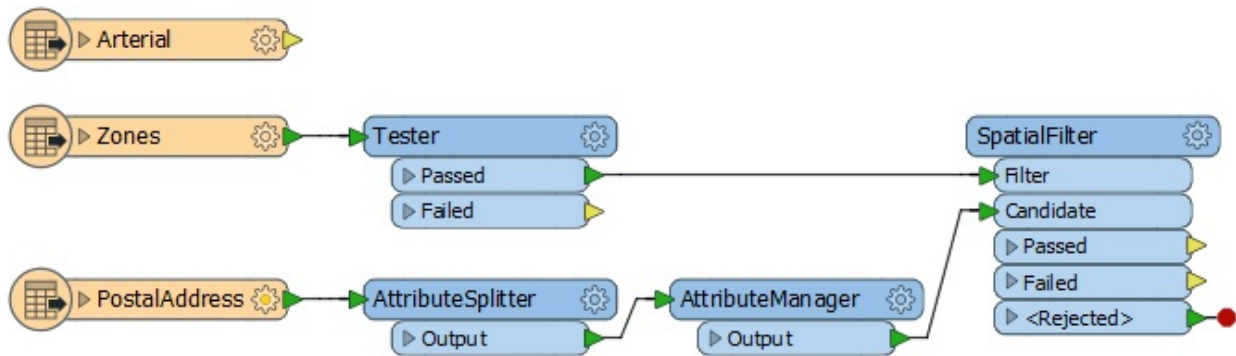 Arterial
Zones
Tester
SpatialFilter
Passed
Filter
Failed
Candidate
Passed
PostalAddress
AttributeSplitter
AttributeManager
Failed
Output
Output
<Rejected>